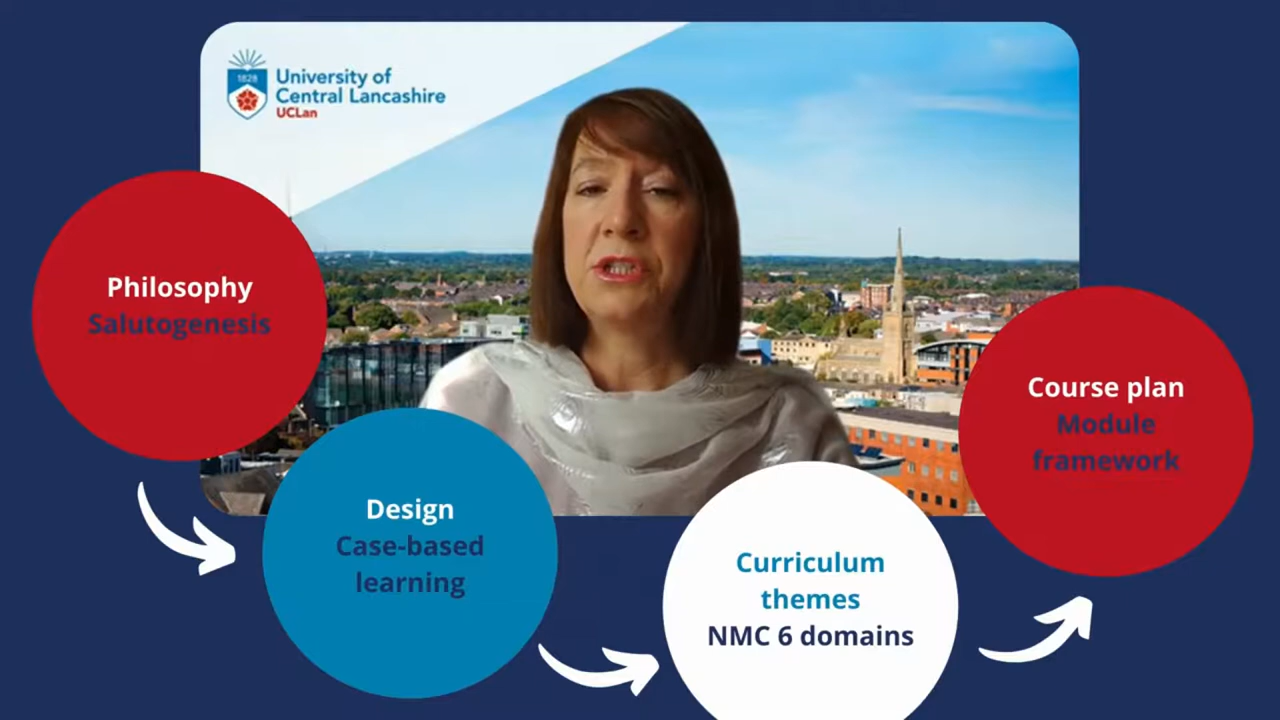 1828
University of
Central Lancashire
UCLan
Philosophy
Salutogenesis
Design
Case-based
learning
Curriculum
themes
NMC 6 domains
Course plan
Module
framework